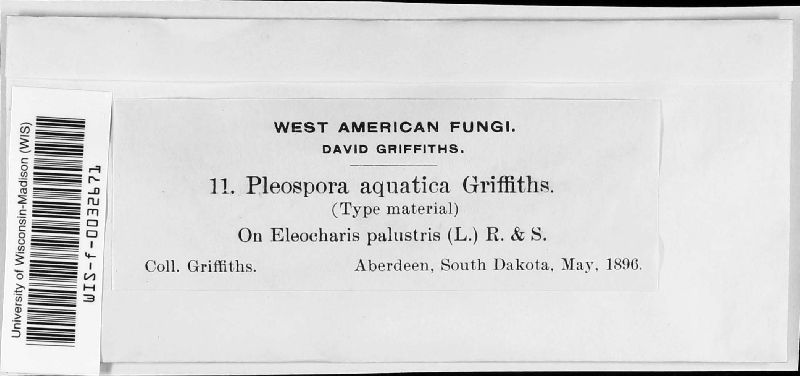 WEST AMERICAN FUNGI.
DAVID GRIFFITHS.
11. Pleospora aquatica Griffiths.
(Type material)
On Eleocharis palustris (L.) R. & S.
Coll. Griffiths. Aberdeen, South Dakota, May, 1896.
University of Wisconsin-Madison (WIS)
WIS-f-0032671